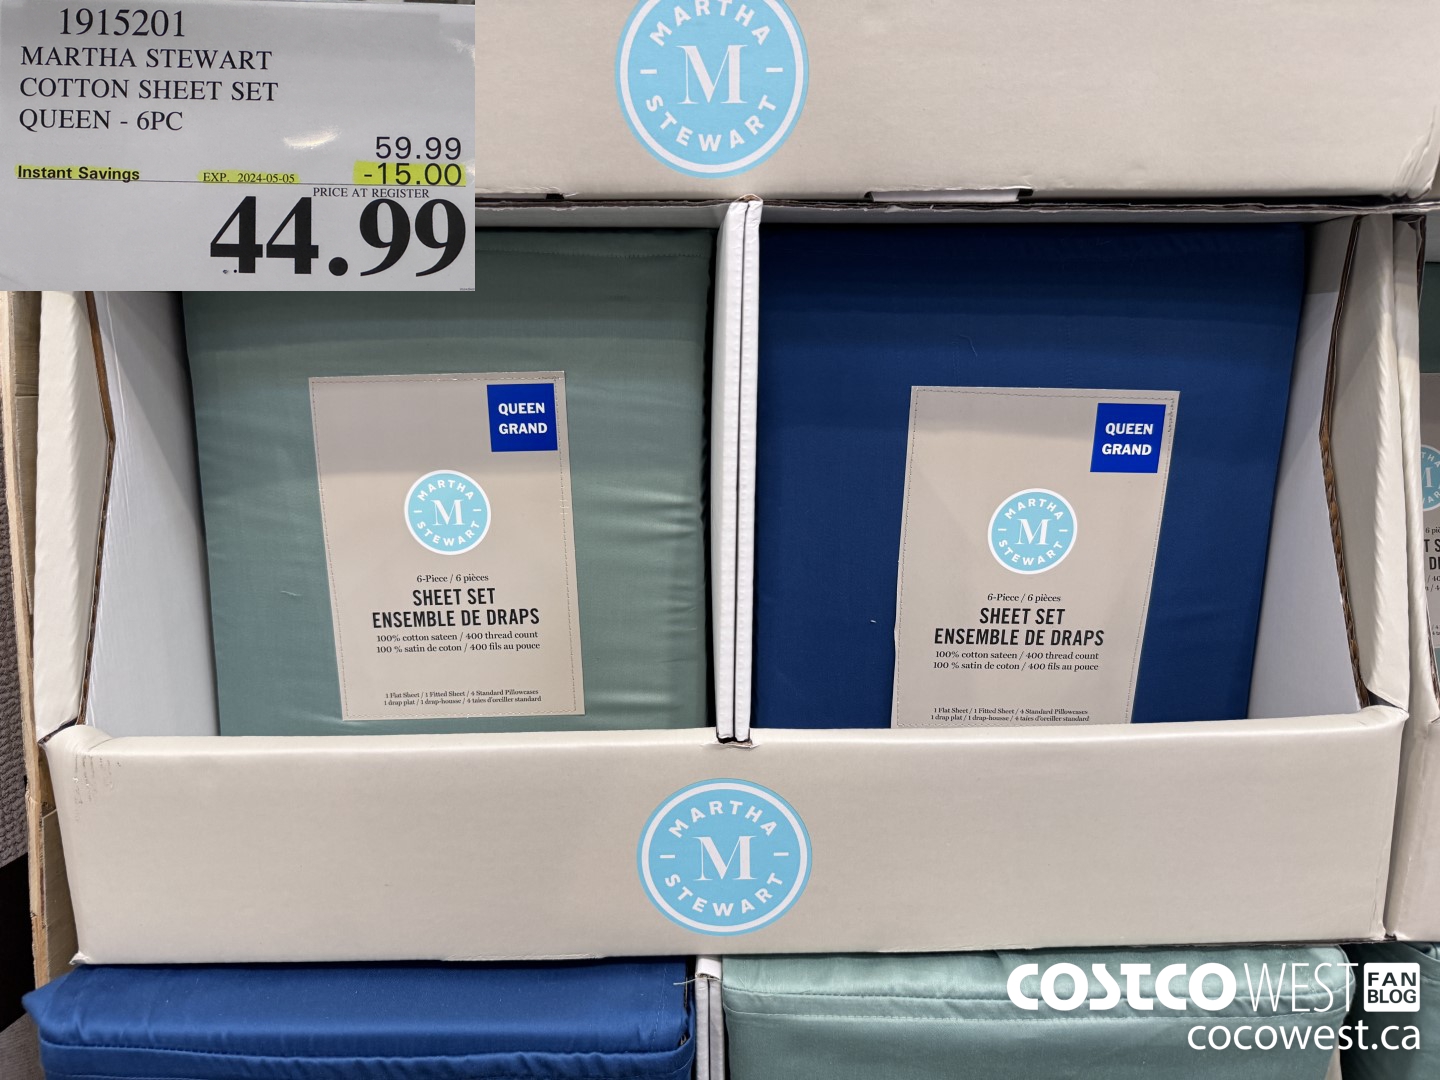 1915201
MARTHA STEWART
COTTON SHEET SET
QUEEN - 6PC
59.99
Instant Savings EXP. 2024-05-05 -15.00
PRICE AT REGISTER
44.99
MARTHA
M
STEWART
QUEEN
GRAND
MARTHA
M
STEWART
6-Piece / 6 pièces
SHEET SET
ENSEMBLE DE DRAPS
100% cotton sateen / 400 thread count
100 % satin de coton / 400 fils au pouce
1 Flat Sheet / 1 Fitted Sheet / 4 Standard Pillowcases
1 drap plat / 1 drap-housse / 4 taies d'oreiller standard
QUEEN
GRAND
MARTHA
M
STEWART
6-Piece / 6 pièces
SHEET SET
ENSEMBLE DE DRAPS
100% cotton sateen / 400 thread count
100 % satin de coton / 400 fils au pouce
1 Flat Sheet / 1 Fitted Sheet / 4 Standard Pillowcases
1 drap plat / 1 drap-housse / 4 taies d'oreiller standard
MARTHA
M
STEWART
COSTCO WEST FAN BLOG
cocowest.ca